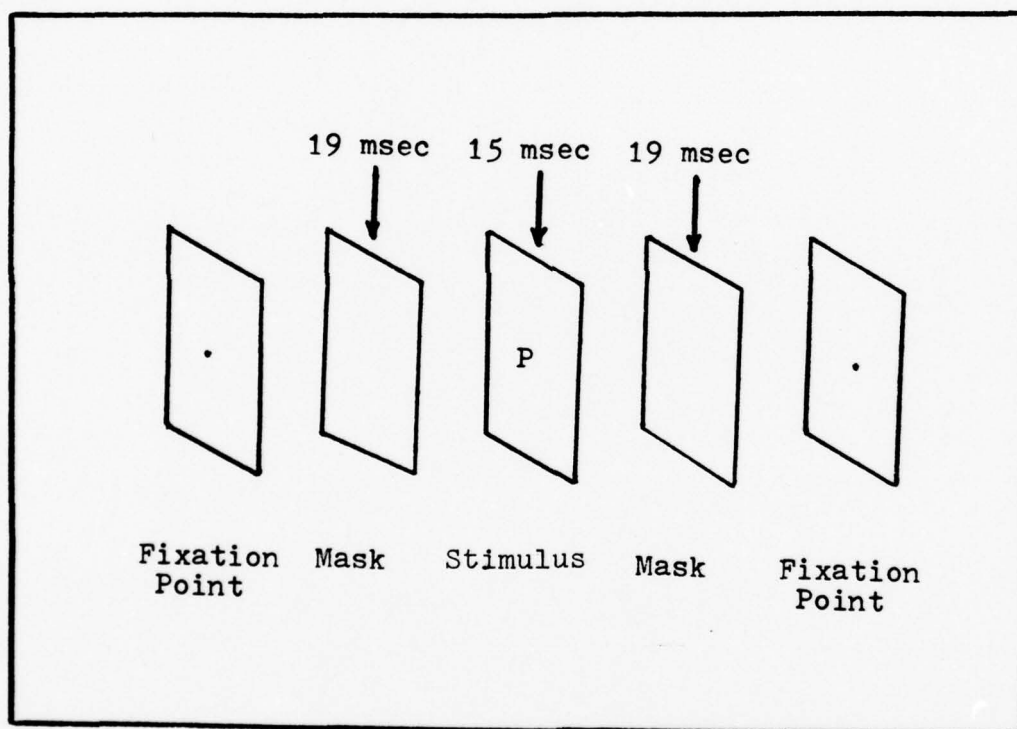 19 msec 15 msec 19 msec
P
Fixation Point
Mask
Stimulus
Mask
Fixation Point